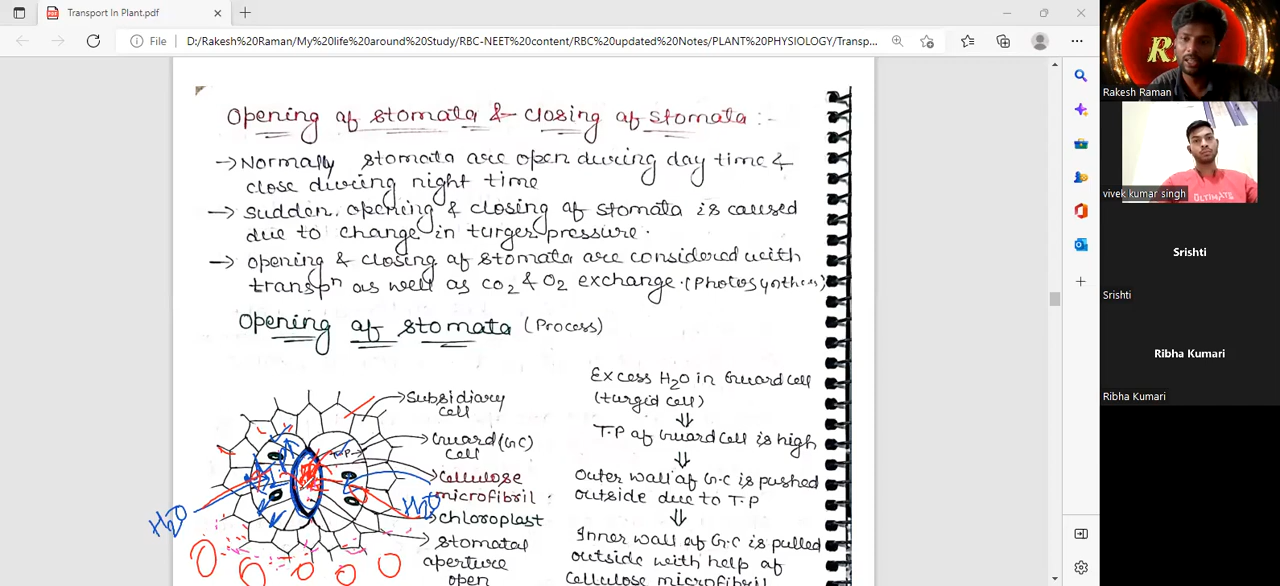 Transport In Plant.pdf
File
D:/Rakesh%20Raman/My%20life%20around%20Study/RBC-NEET%20content/RBC%20updated%20Notes/PLANT%20PHYSIOLOGY/Transp...
Opening of stomata & closing of stomata :-
→ Normally stomata are open during day time &
close during night time
→ sudden opening & closing of stomata is caused
due to change in turger pressure.
→ opening & closing of stomata are considered with
transpn as well as CO2 & O2 exchange. (Photosynthesis)
Opening of stomata (Process)
Subsidiary
cell
Guard (GC)
cell
T.P
Cellulose
microfibril
chloroplast
stomatal
aperture
open
H2O
H2O
Excess H2O in Guard cell
(turgid cell)
⇓
T.P of Guard cell is high
⇓
Outer wall of G.C is pushed
outside due to T.P
⇓
Inner wall of G.C is pulled
outside with help of
cellulose microfibril
Rakesh Raman
vivek kumar singh
ULTIMATE
Srishti
Srishti
Ribha Kumari
Ribha Kumari